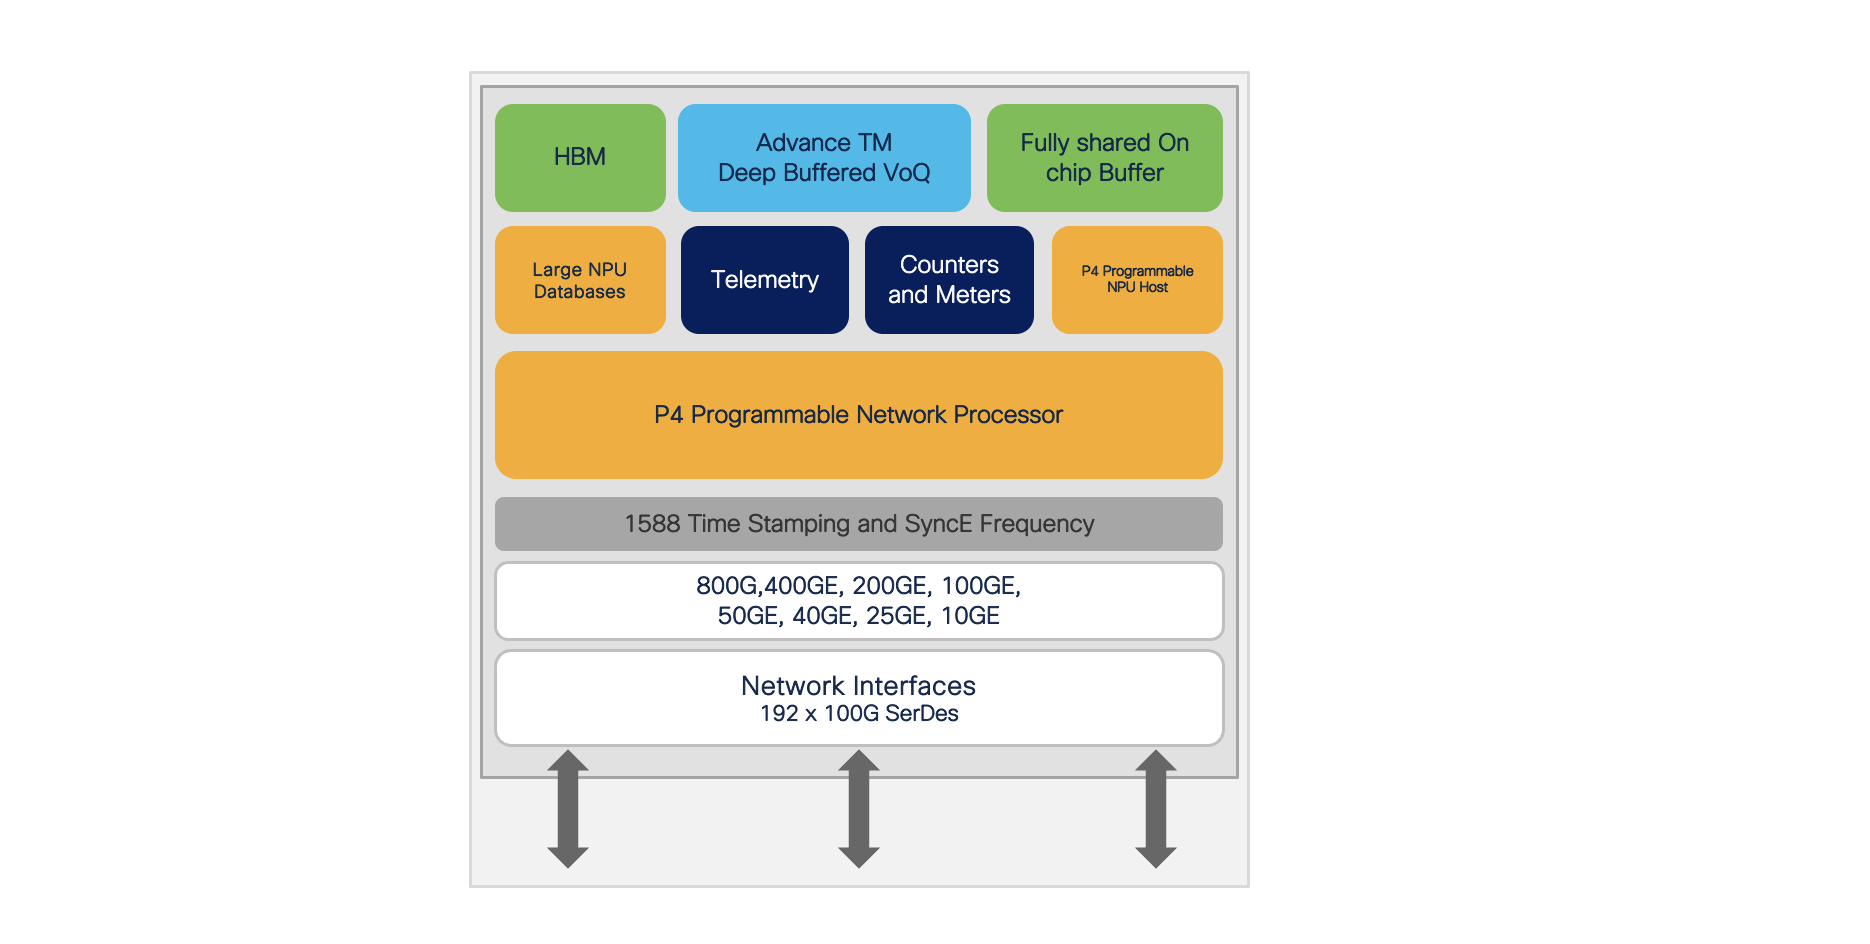 HBM
Advance TM
Deep Buffered VoQ
Fully shared On
chip Buffer
Large NPU
Databases
Telemetry
Counters
and Meters
P4 Programmable
NPU Host
P4 Programmable Network Processor
1588 Time Stamping and SyncE Frequency
800G,400GE, 200GE, 100GE,
50GE, 40GE, 25GE, 10GE
Network Interfaces
192 x 100G SerDes